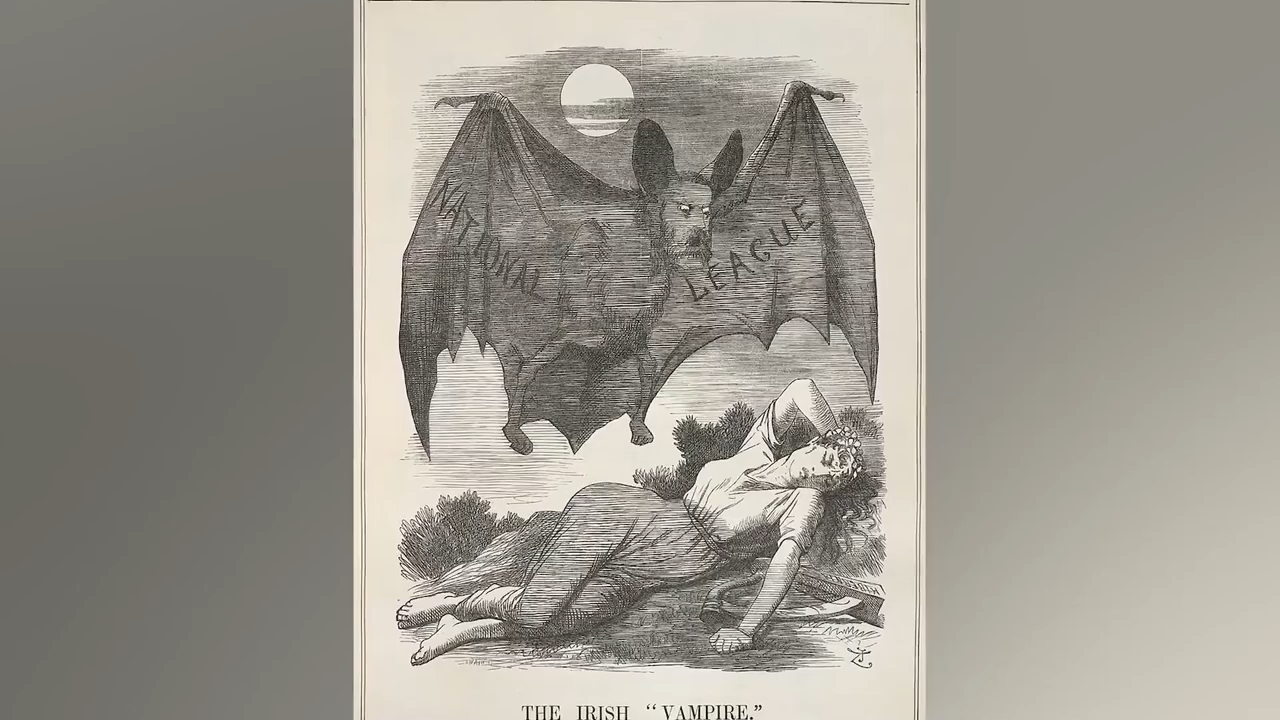 NATIONAL
LEAGUE
THE IRISH “VAMPIRE.”